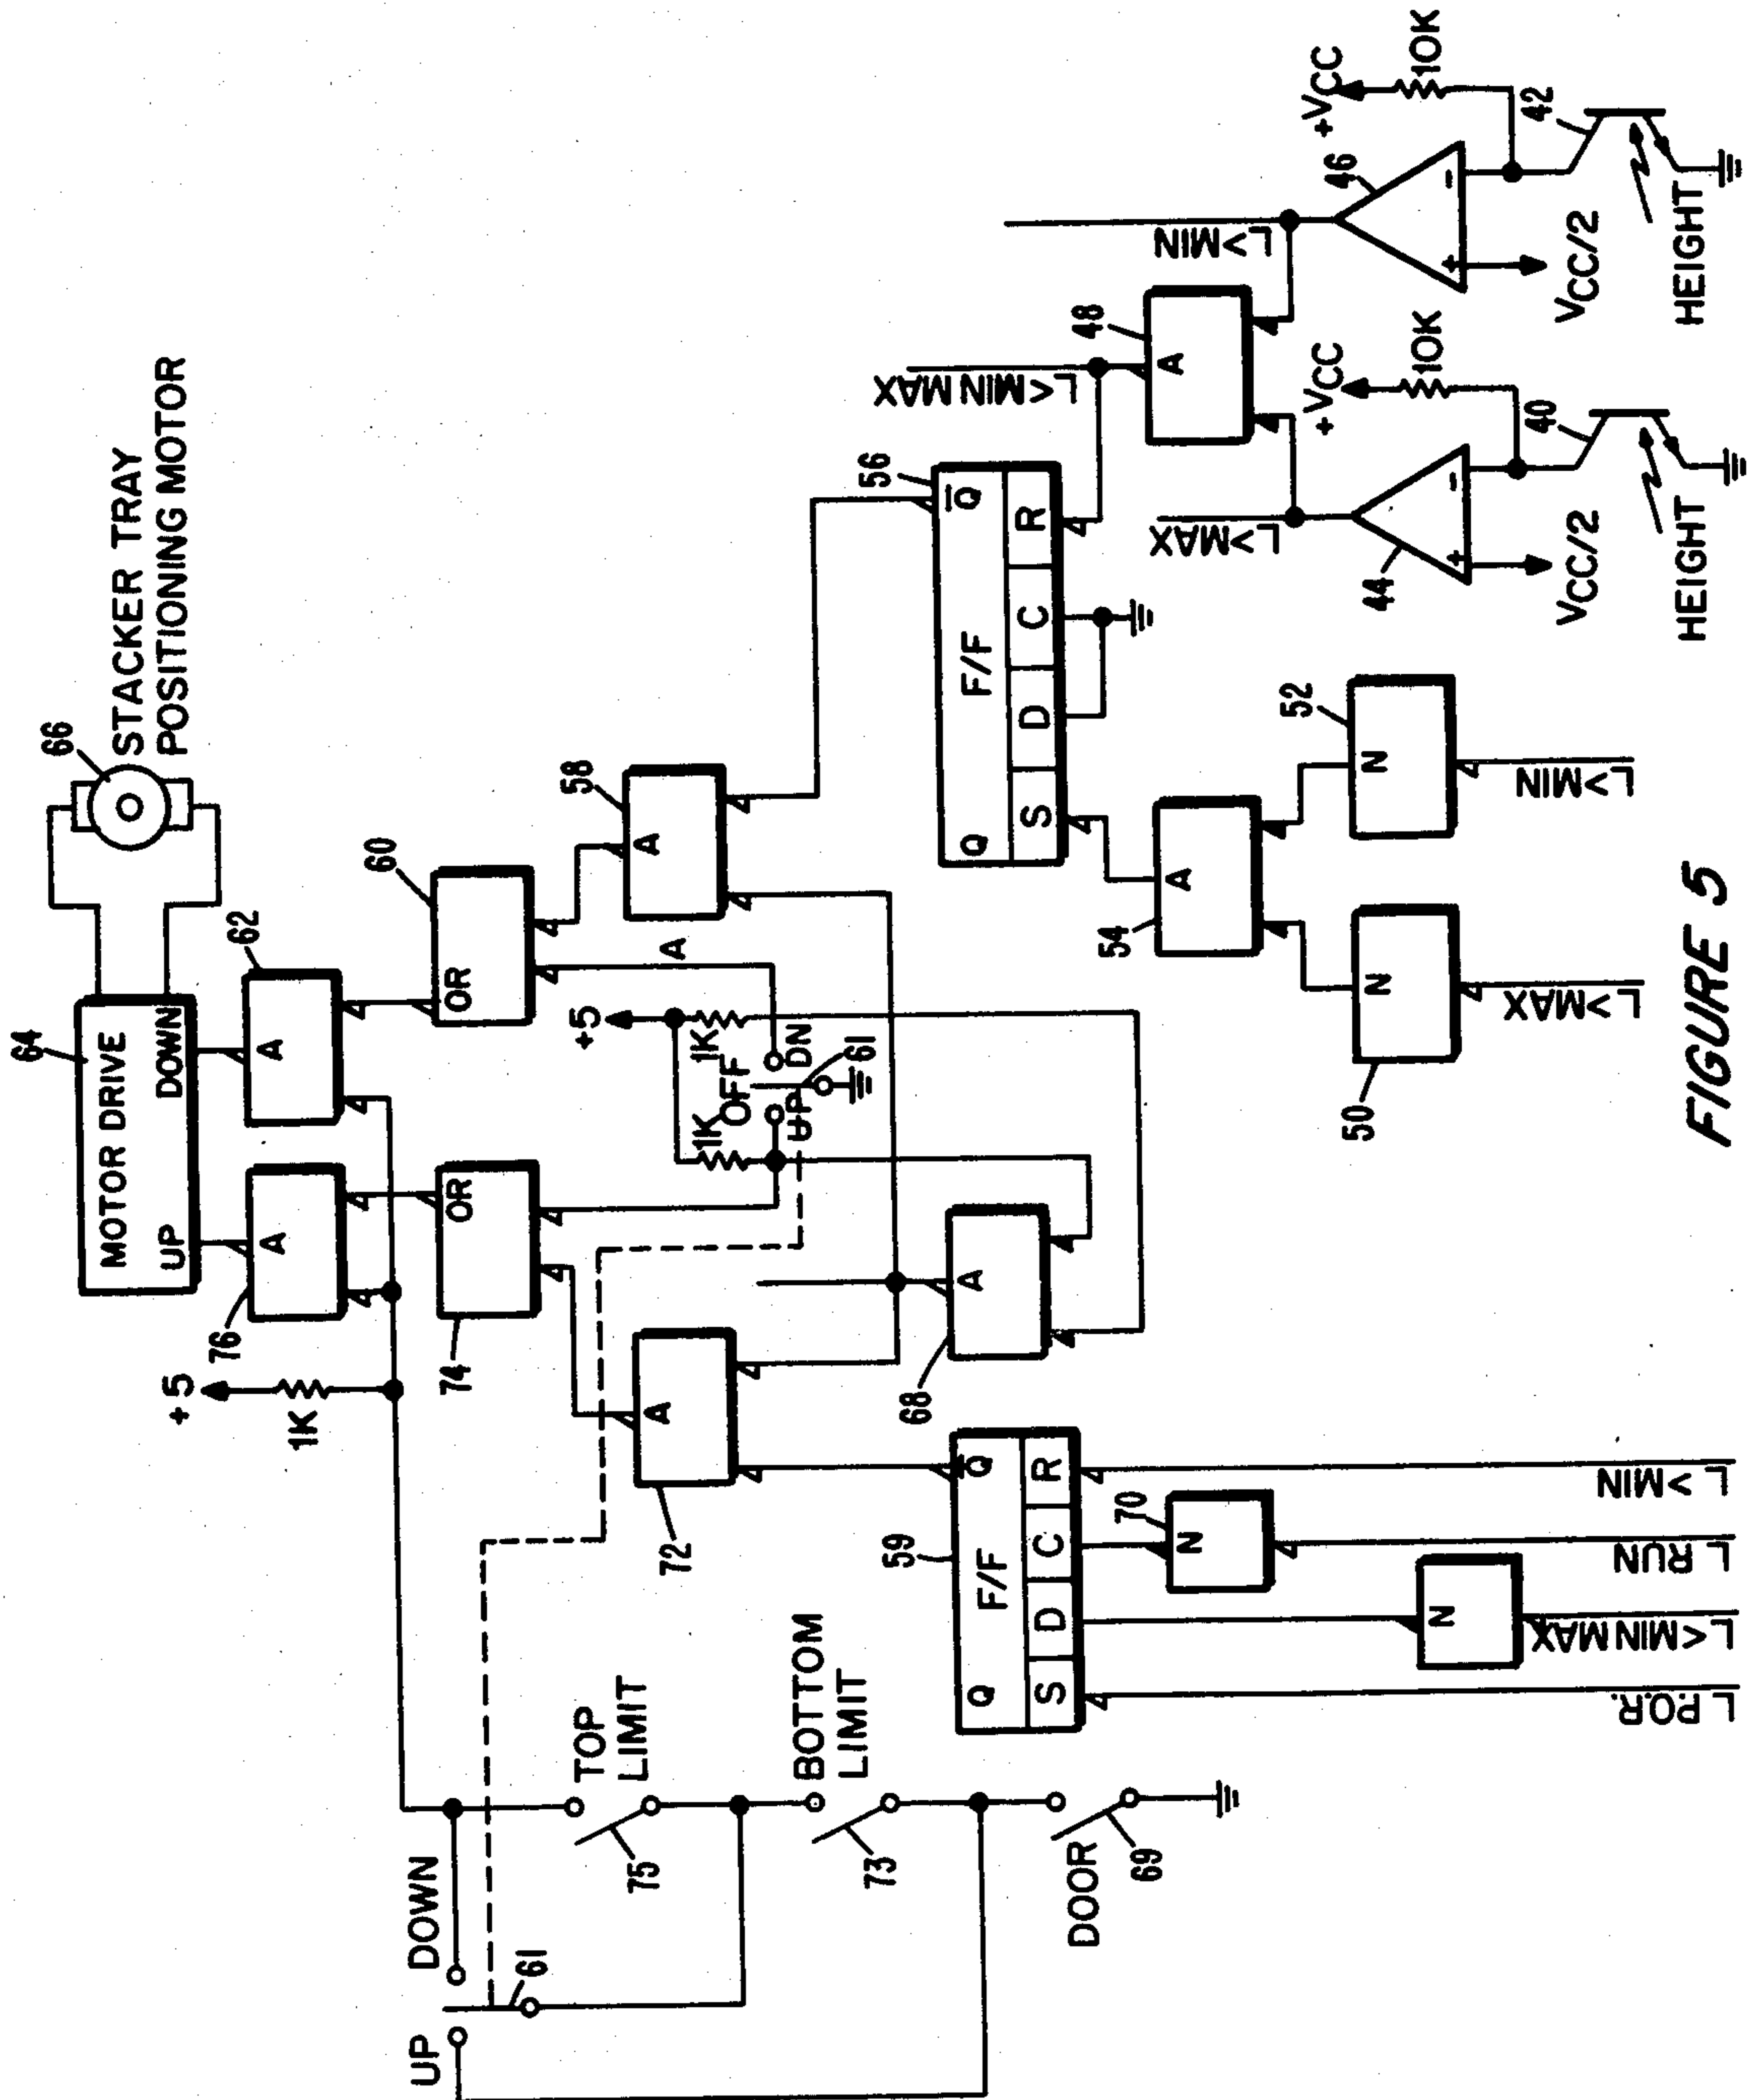 64
MOTOR DRIVE
UP
DOWN
66
STACKER TRAY
POSITIONING MOTOR
76
A
62
A
+5
1K
74
OR
60
OR
UP
DOWN
61
TOP
LIMIT
75
BOTTOM
LIMIT
73
DOOR
69
72
A
58
A
A
+5
1K
1K
OFF
UP
DN
61
68
A
59
F/F
Q
Q̄
S
D
C
R
70
N
N
L P.O.R.
L<MIN MAX
L RUN
L>MIN
56
F/F
Q
Q̄
S
D
C
R
54
A
50
N
52
N
L>MAX
L>MIN
L<MIN MAX
48
A
L>MAX
L>MIN
44
+
-
VCC/2
+VCC
10K
40
HEIGHT
46
+
-
VCC/2
+VCC
10K
42
HEIGHT
FIGURE 5